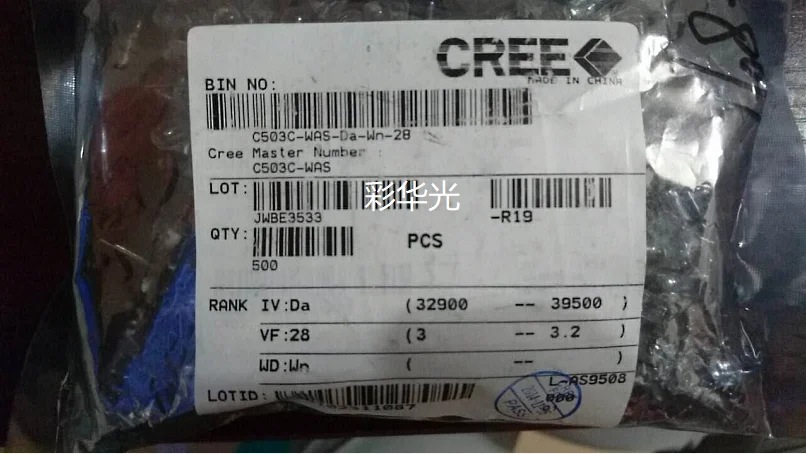 CREE
MADE IN CHINA
BIN NO:
C503C-WAS-Da-Wn-28
Cree Master Number :
C503C-WAS
LOT:
彩华光
JWBE3533
-R19
QTY:
PCS
500
RANK IV:Da (32900 -- 39500 )
VF:28 (3 -- 3.2 )
WD:Wn ( -- )
L-AS9508
LOTID: